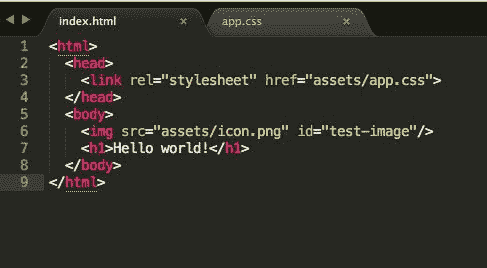 index.html × app.css ×
1 <html>
2 <head>
3 <link rel="stylesheet" href="assets/app.css">
4 </head>
5 <body>
6 <img src="assets/icon.png" id="test-image"/>
7 <h1>Hello world!</h1>
8 </body>
9 </html>